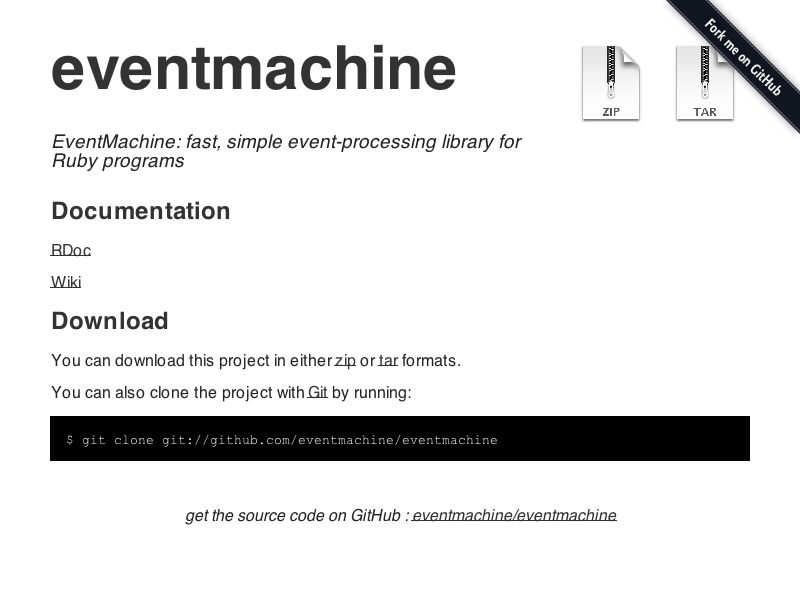 eventmachine
ZIP
TAR
Fork me on GitHub
EventMachine: fast, simple event-processing library for
Ruby programs
Documentation
RDoc
Wiki
Download
You can download this project in either zip or tar formats.
You can also clone the project with Git by running:
$ git clone git://github.com/eventmachine/eventmachine
get the source code on GitHub : eventmachine/eventmachine